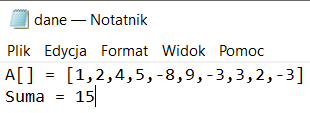 dane — Notatnik
Plik Edycja Format Widok Pomoc
A[] = [1,2,4,5,-8,9,-3,3,2,-3]
Suma = 15